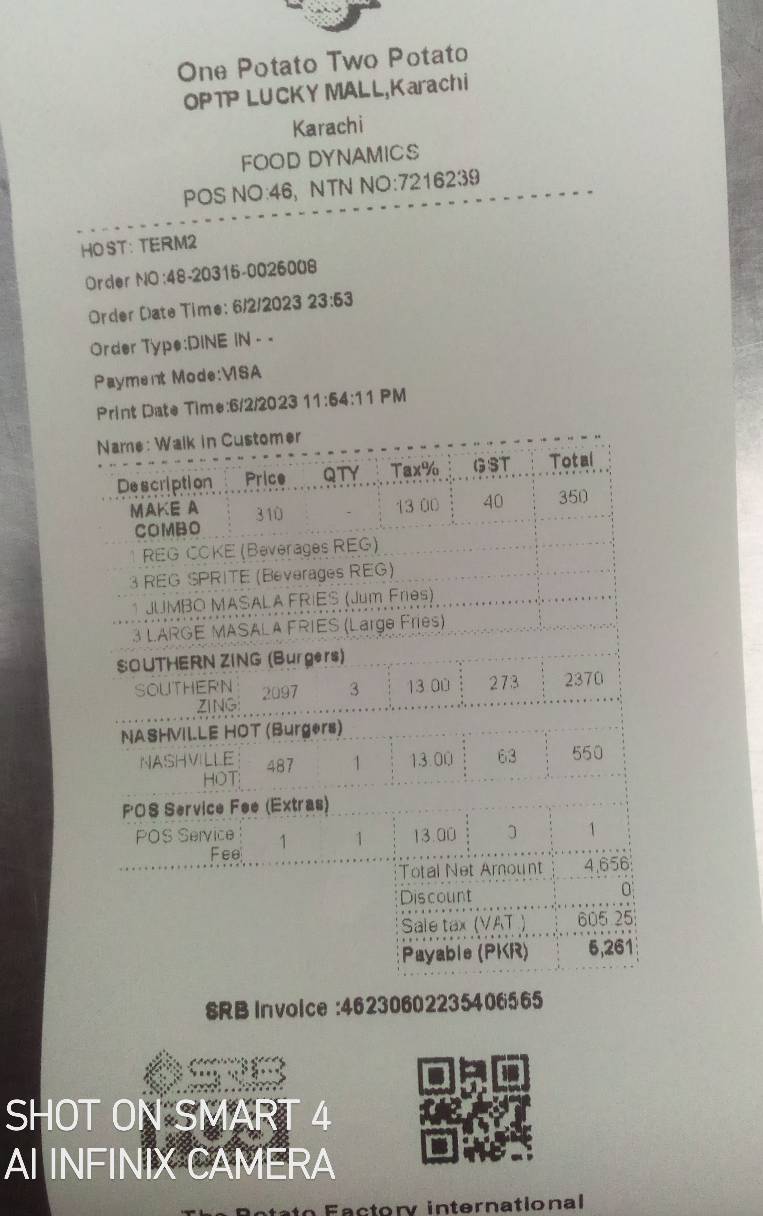 One Potato Two Potato
OPTP LUCKY MALL,Karachi
Karachi
FOOD DYNAMICS
POS NO:46, NTN NO:7216239
HOST: TERM2
Order NO:48-20316-0026008
Order Date Time: 6/2/2023 23:53
Order Type:DINE IN - -
Payment Mode:VISA
Print Date Time:6/2/2023 11:54:11 PM
Name: Walk in Customer
Description Price QTY Tax% GST Total
MAKE A COMBO 310 - 13.00 40 350
1 REG COKE (Beverages REG)
3 REG SPRITE (Beverages REG)
1 JUMBO MASALA FRIES (Jum Fries)
3 LARGE MASALA FRIES (Large Fries)
SOUTHERN ZING (Burgers)
SOUTHERN ZING 2097 3 13.00 273 2370
NASHVILLE HOT (Burgers)
NASHVILLE HOT 487 1 13.00 63 550
POS Service Fee (Extras)
POS Service Fee 1 1 13.00 0 1
Total Net Amount 4,656
Discount 0
Sale tax (VAT ) 605.25
Payable (PKR) 5,261
SRB Invoice :46230602235406565
SRB
SHOT ON SMART 4
AI INFINIX CAMERA
The Potato Factory international